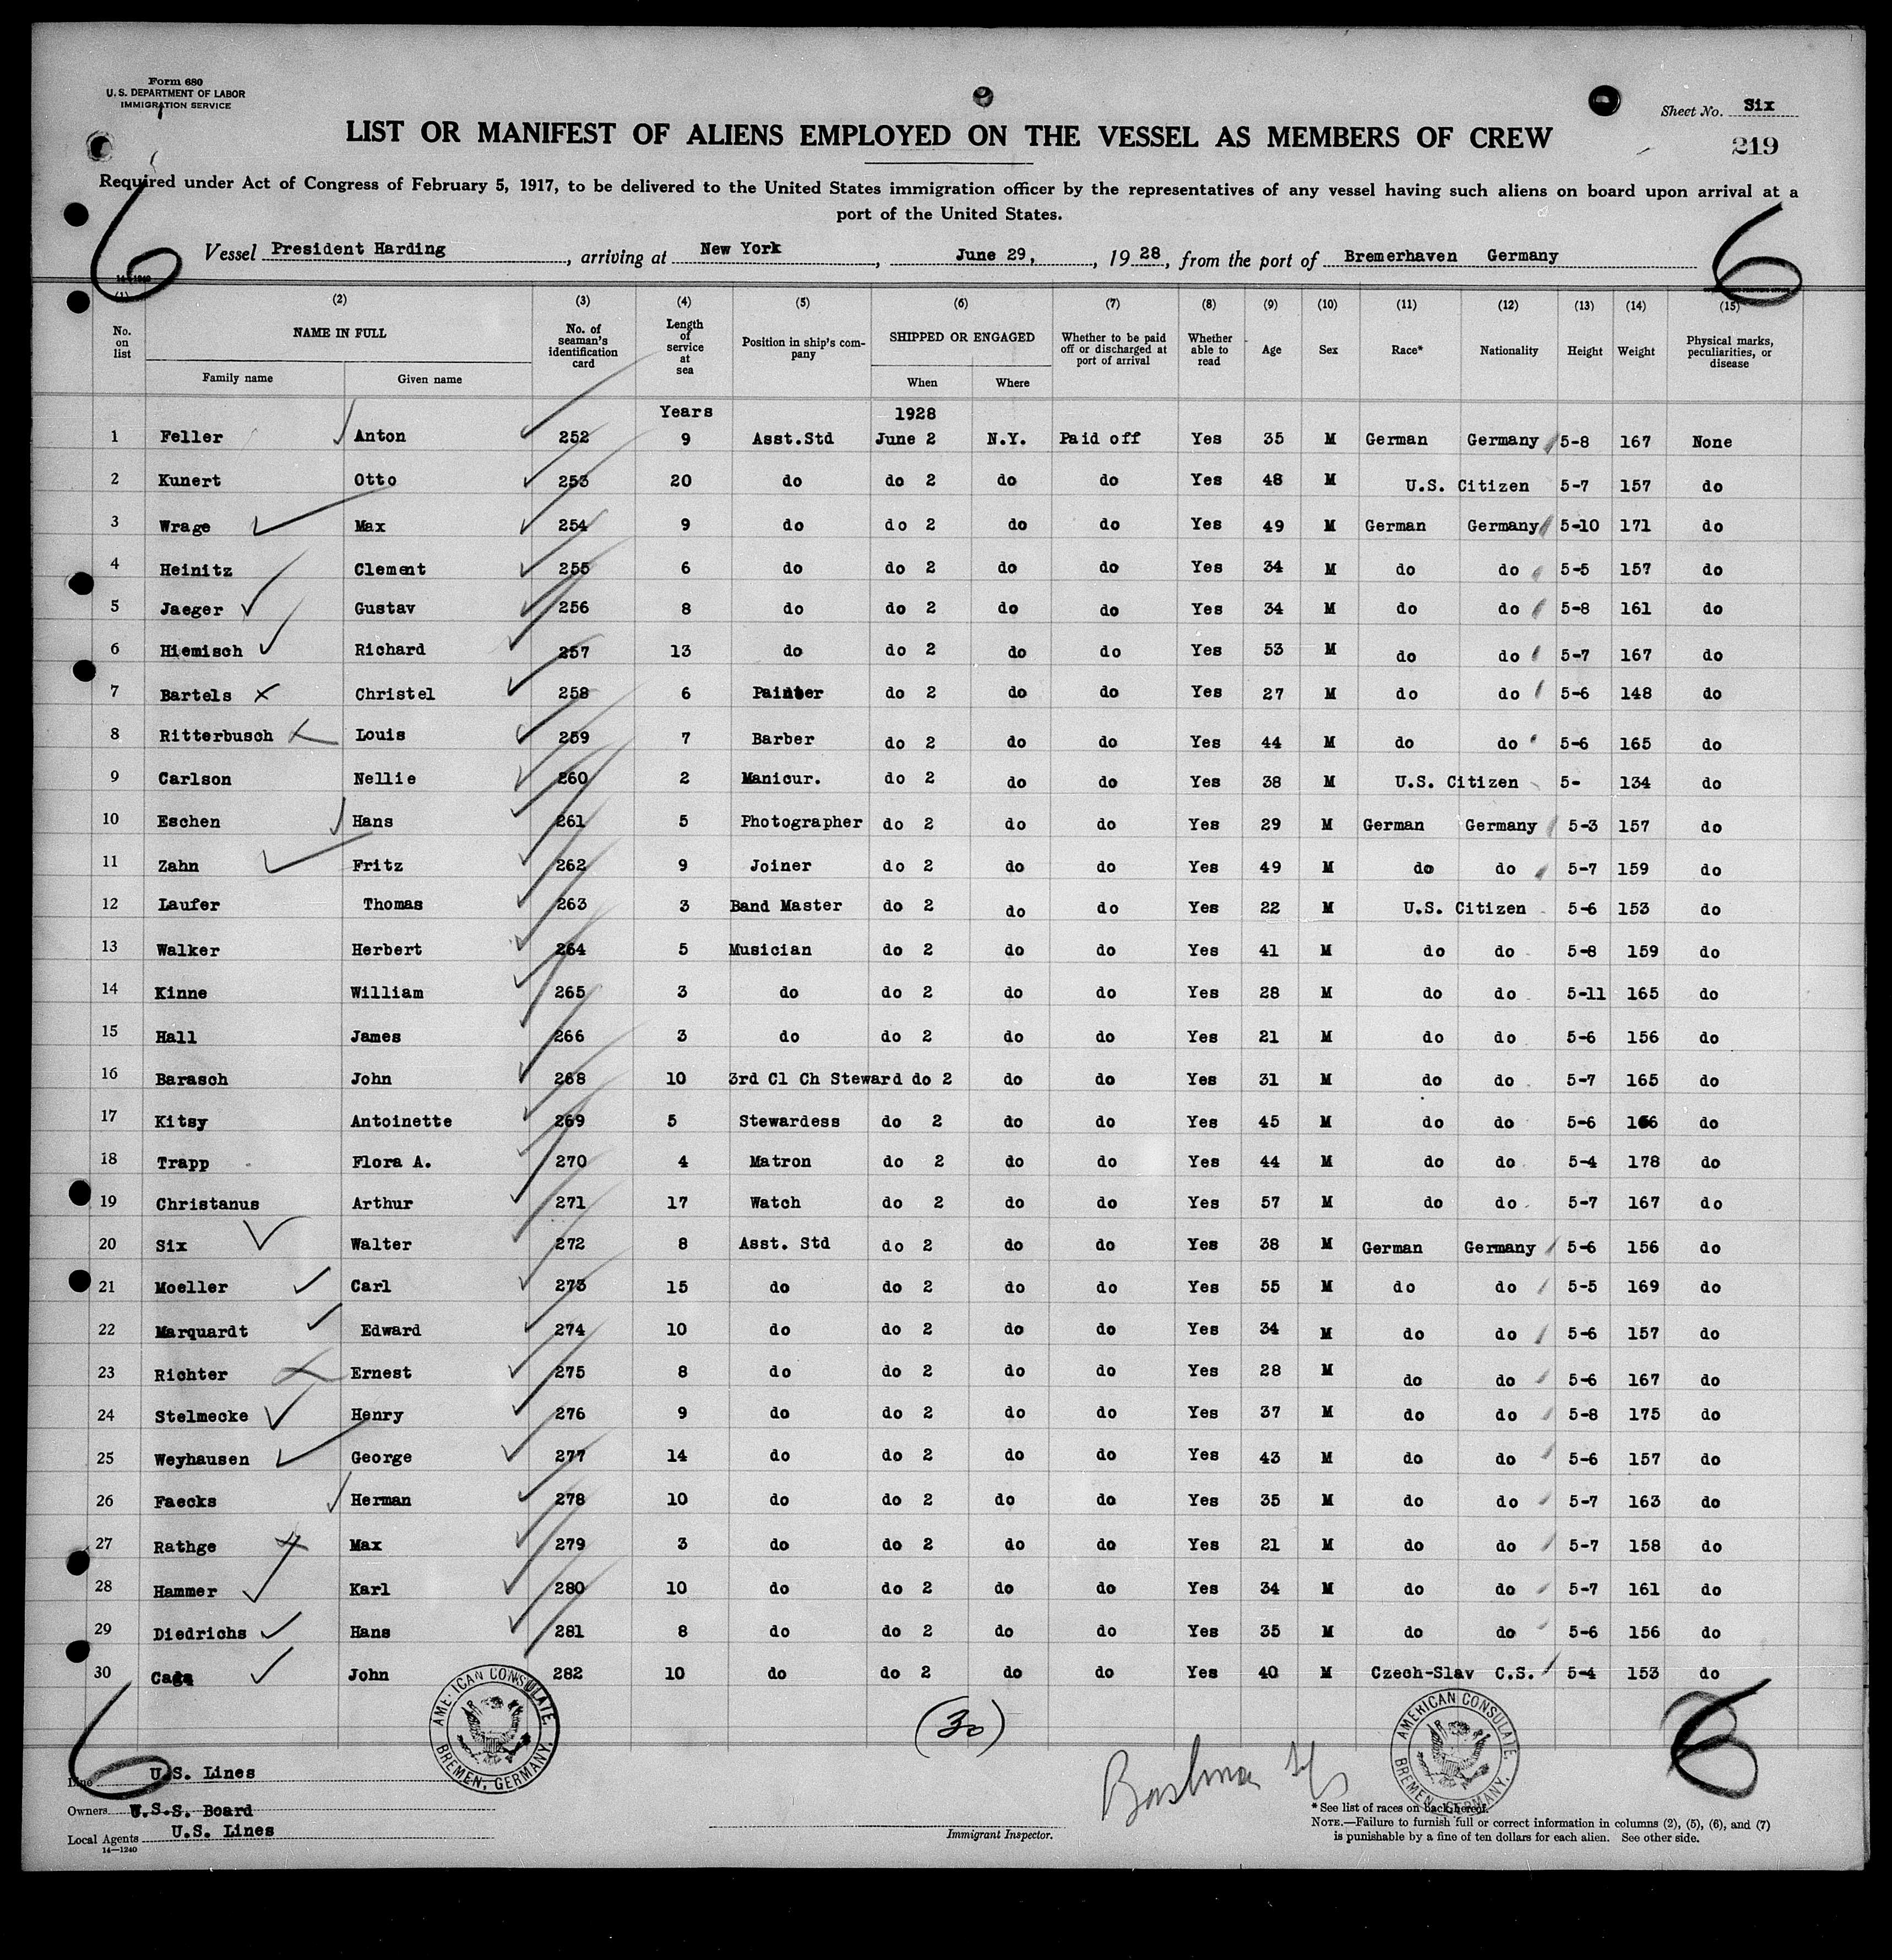 Form 680
U. S. DEPARTMENT OF LABOR
IMMIGRATION SERVICE
Sheet No. Six
219
LIST OR MANIFEST OF ALIENS EMPLOYED ON THE VESSEL AS MEMBERS OF CREW
Required under Act of Congress of February 5, 1917, to be delivered to the United States immigration officer by the representatives of any vessel having such aliens on board upon arrival at a
port of the United States.
6 6
Vessel President Harding, arriving at New York, June 29, 1928, from the port of Bremerhaven Germany
(1) (2) (3) (4) (5) (6) (7) (8) (9) (10) (11) (12) (13) (14) (15)
No. on list NAME IN FULL Family name Given name No. of seaman's identification card Length of service at sea Position in ship's company SHIPPED OR ENGAGED When Where Whether to be paid off or discharged at port of arrival Whether able to read Age Sex Race* Nationality Height Weight Physical marks, peculiarities, or disease
Years 1928
1 Feller Anton 252 9 Asst.Std June 2 N.Y. Paid off Yes 35 M German Germany 5-8 167 None
2 Kunert Otto 253 20 do do 2 do do Yes 48 M U.S. Citizen 5-7 157 do
3 Wrage Max 254 9 do do 2 do do Yes 49 M German Germany 5-10 171 do
4 Heinitz Clement 255 6 do do 2 do do Yes 34 M do do 5-5 157 do
5 Jaeger Gustav 256 8 do do 2 do do Yes 34 M do do 5-8 161 do
6 Hiemisch Richard 257 13 do do 2 do do Yes 53 M do do 5-7 167 do
7 Bartels Christel 258 6 Painter do 2 do do Yes 27 M do do 5-6 148 do
8 Ritterbusch Louis 259 7 Barber do 2 do do Yes 44 M do do 5-6 165 do
9 Carlson Nellie 260 2 Manicur. do 2 do do Yes 38 M U.S. Citizen 5- 134 do
10 Eschen Hans 261 5 Photographer do 2 do do Yes 29 M German Germany 5-3 157 do
11 Zahn Fritz 262 9 Joiner do 2 do do Yes 49 M do do 5-7 159 do
12 Laufer Thomas 263 3 Band Master do 2 do do Yes 22 M U.S. Citizen 5-6 153 do
13 Walker Herbert 264 5 Musician do 2 do do Yes 41 M do do 5-8 159 do
14 Kinne William 265 3 do do 2 do do Yes 28 M do do 5-11 165 do
15 Hall James 266 3 do do 2 do do Yes 21 M do do 5-6 156 do
16 Barasch John 268 10 3rd Cl Ch Steward do 2 do do Yes 31 M do do 5-7 165 do
17 Kitsy Antoinette 269 5 Stewardess do 2 do do Yes 45 M do do 5-6 166 do
18 Trapp Flora A. 270 4 Matron do 2 do do Yes 44 M do do 5-4 178 do
19 Christanus Arthur 271 17 Watch do 2 do do Yes 57 M do do 5-7 167 do
20 Six Walter 272 8 Asst. Std do 2 do do Yes 38 M German Germany 5-6 156 do
21 Moeller Carl 273 15 do do 2 do do Yes 55 M do do 5-5 169 do
22 Marquardt Edward 274 10 do do 2 do do Yes 34 M do do 5-6 157 do
23 Richter Ernest 275 8 do do 2 do do Yes 28 M do do 5-6 167 do
24 Stelmecke Henry 276 9 do do 2 do do Yes 37 M do do 5-8 175 do
25 Weyhausen George 277 14 do do 2 do do Yes 43 M do do 5-6 157 do
26 Faecks Herman 278 10 do do 2 do do Yes 35 M do do 5-7 163 do
27 Rathge Max 279 3 do do 2 do do Yes 21 M do do 5-7 158 do
28 Hammer Karl 280 10 do do 2 do do Yes 34 M do do 5-7 161 do
29 Diedrichs Hans 281 8 do do 2 do do Yes 35 M do do 5-6 156 do
30 Caga John 282 10 do do 2 do do Yes 40 M Czech-Slav C.S. 5-4 153 do
AMERICAN CONSULATE. BREMEN, GERMANY.
(30)
AMERICAN CONSULATE. BREMEN, GERMANY.
6 6
Line U.S. Lines
Owners U.S.S. Board
Local Agents U.S. Lines
14—1240
Immigrant Inspector.
*See list of races on back hereof.
NOTE.—Failure to furnish full or correct information in columns (2), (5), (6), and (7)
is punishable by a fine of ten dollars for each alien. See other side.